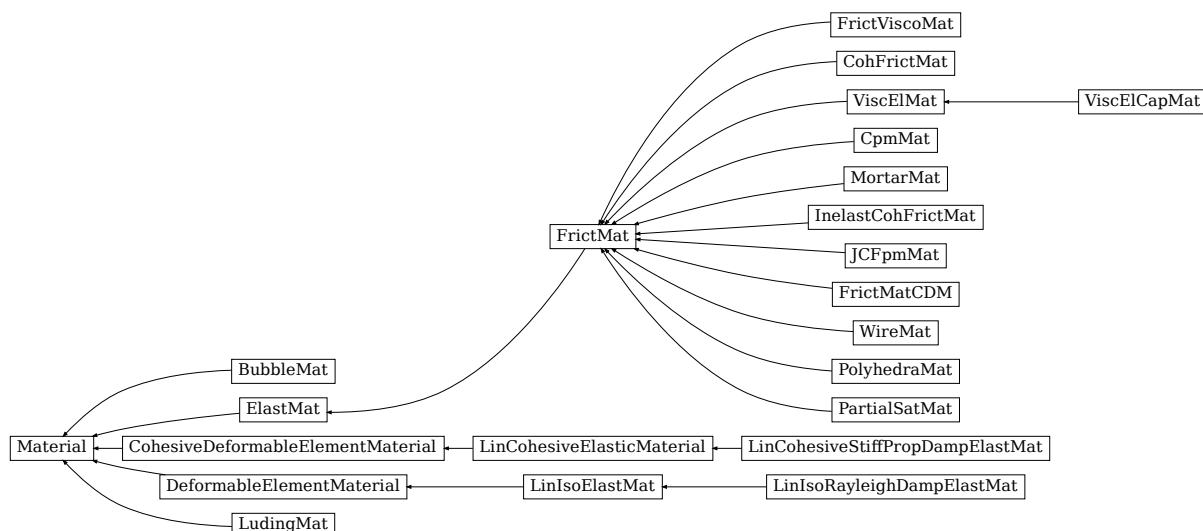 FrictViscoMat
CohFrictMat
ViscElMat
ViscElCapMat
CpmMat
MortarMat
InelastCohFrictMat
FrictMat
JCFpmMat
FrictMatCDM
WireMat
BubbleMat
PolyhedraMat
ElastMat
PartialSatMat
Material
CohesiveDeformableElementMaterial
LinCohesiveElasticMaterial
LinCohesiveStiffPropDampElastMat
DeformableElementMaterial
LinIsoElastMat
LinIsoRayleighDampElastMat
LudingMat